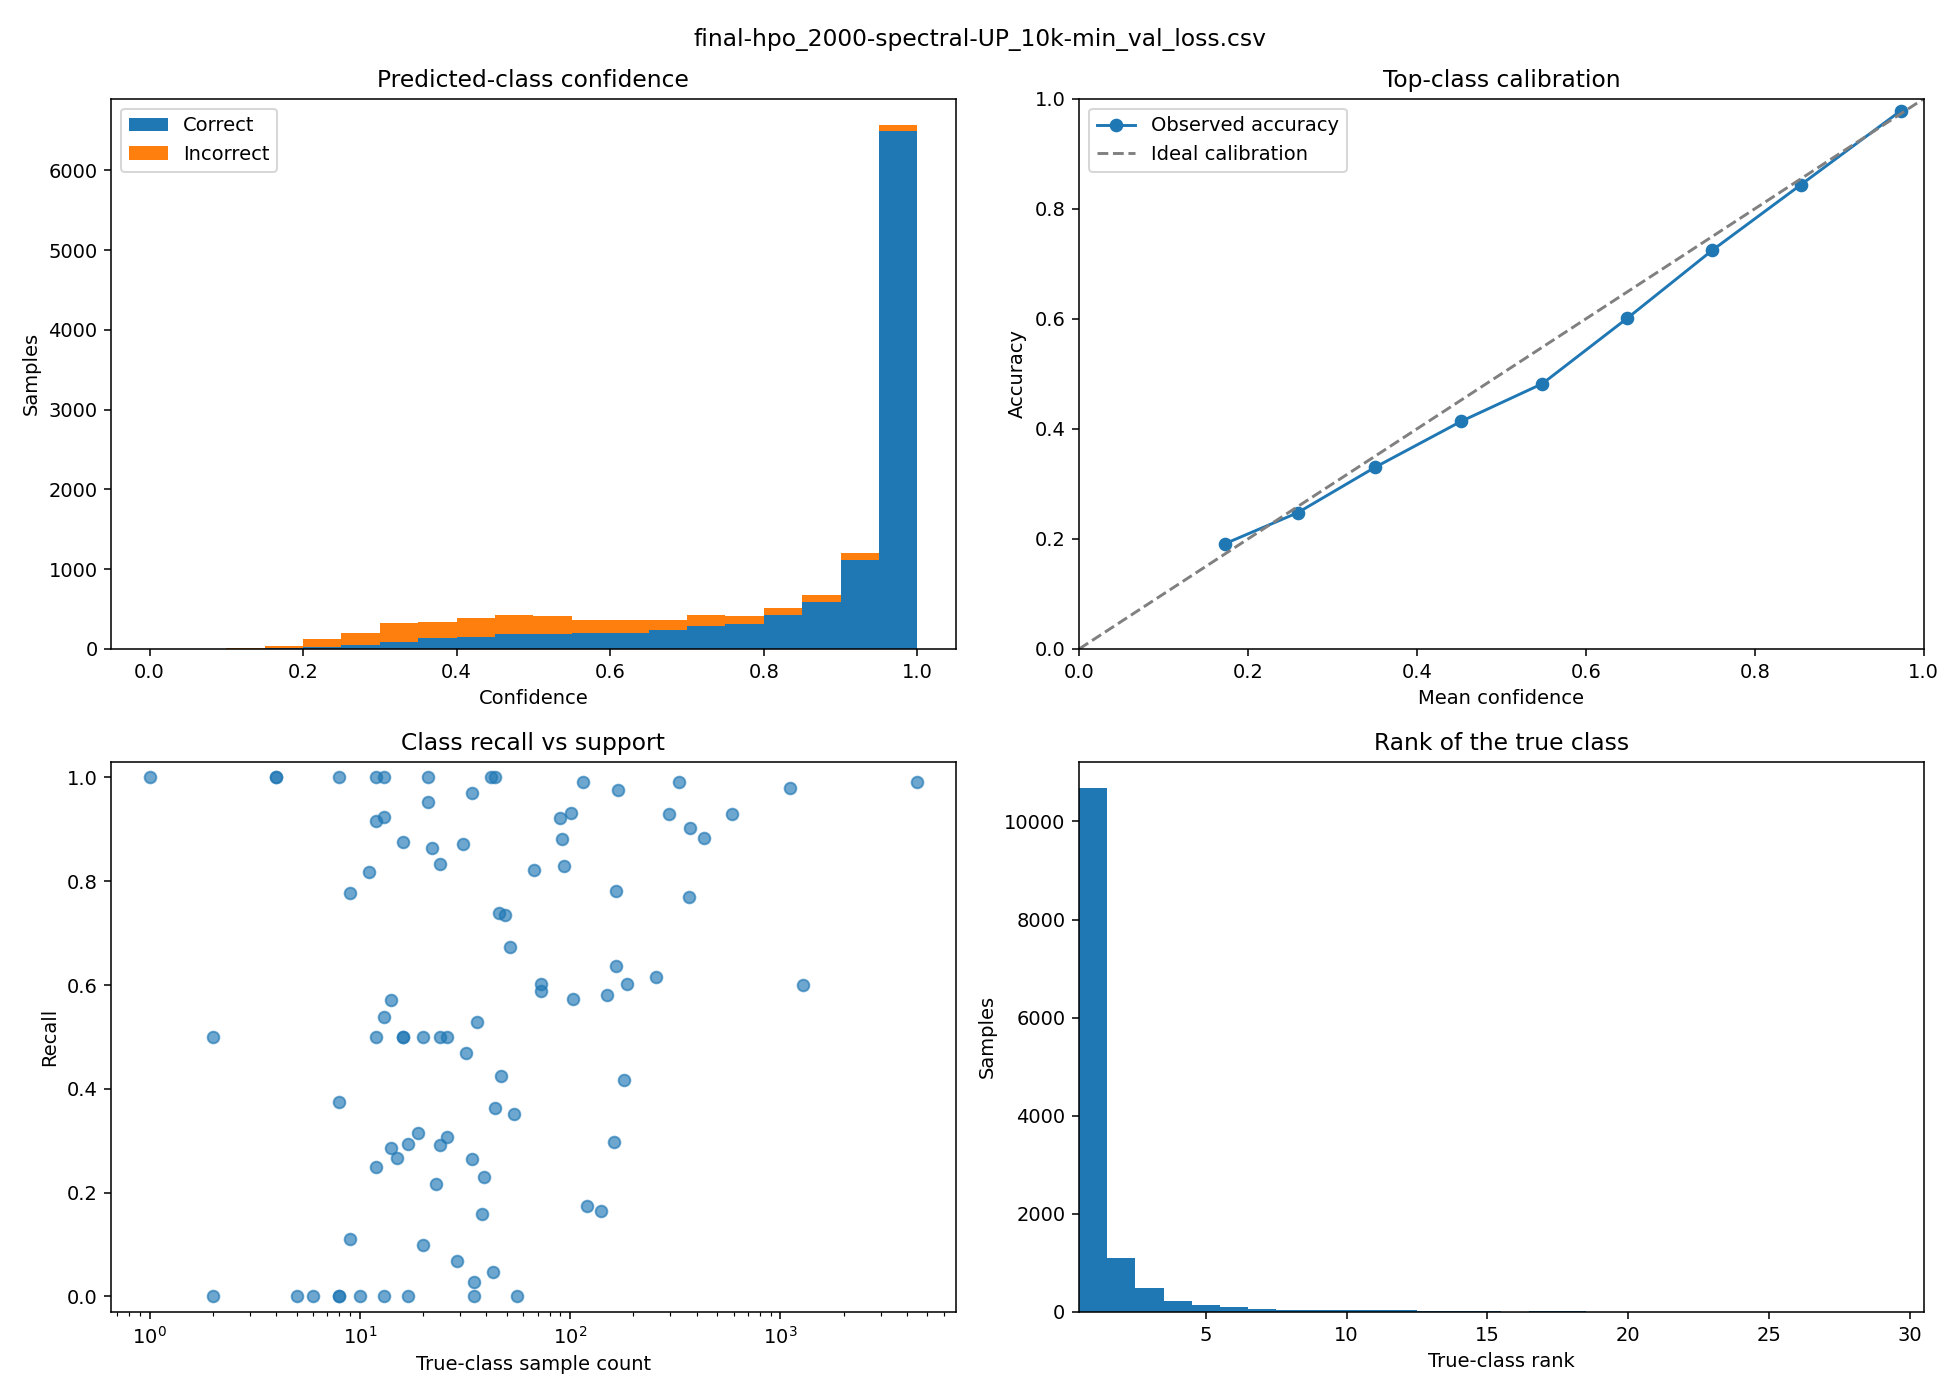 final-hpo_2000-spectral-UP_10k-min_val_loss.csv
Predicted-class confidence
Correct
Incorrect
Samples
6000
5000
4000
3000
2000
1000
0
0.0 0.2 0.4 0.6 0.8 1.0
Confidence
Top-class calibration
Observed accuracy
Ideal calibration
Accuracy
1.0
0.8
0.6
0.4
0.2
0.0
0.0 0.2 0.4 0.6 0.8 1.0
Mean confidence
Class recall vs support
Recall
1.0
0.8
0.6
0.4
0.2
0.0
10⁰ 10¹ 10² 10³
True-class sample count
Rank of the true class
Samples
10000
8000
6000
4000
2000
0
5 10 15 20 25 30
True-class rank